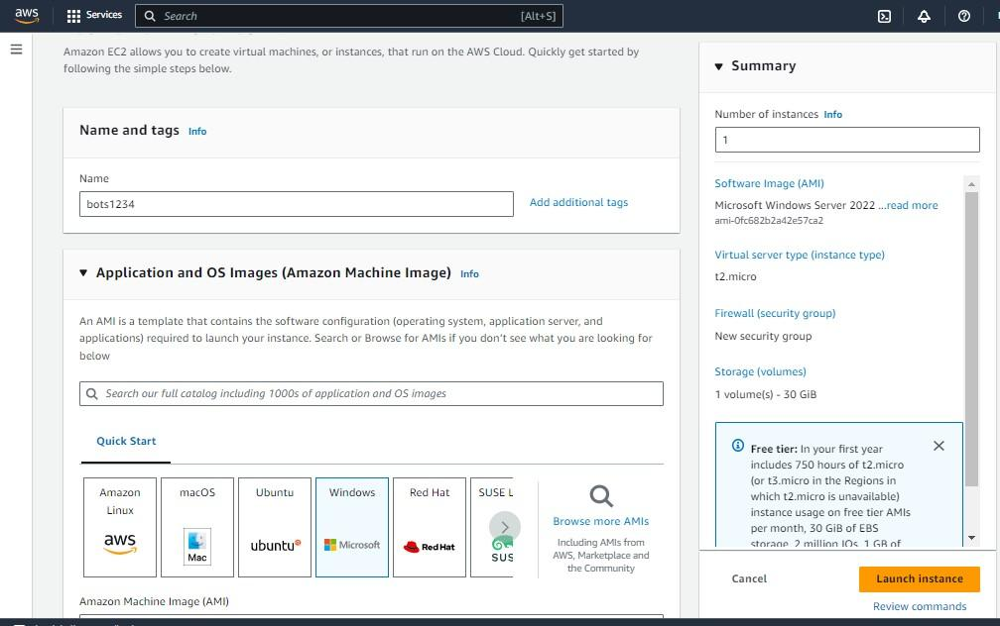 aws
Services
Search
[Alt+S]
Amazon EC2 allows you to create virtual machines, or instances, that run on the AWS Cloud. Quickly get started by
following the simple steps below.
Name and tags Info
Name
bots1234
Add additional tags
Application and OS Images (Amazon Machine Image) Info
An AMI is a template that contains the software configuration (operating system, application server, and
applications) required to launch your instance. Search or Browse for AMIs if you don't see what you are looking for
below
Search our full catalog including 1000s of application and OS images
Quick Start
Amazon
Linux
aws
macOS
Mac
Ubuntu
ubuntu
Windows
Microsoft
Red Hat
Red Hat
SUSE L
SUS
Browse more AMIs
Including AMIs from
AWS, Marketplace and
the Community
Amazon Machine Image (AMI)
Summary
Number of instances Info
1
Software Image (AMI)
Microsoft Windows Server 2022 ...read more
ami-0fc682b2a42e57ca2
Virtual server type (instance type)
t2.micro
Firewall (security group)
New security group
Storage (volumes)
1 volume(s) - 30 GiB
Free tier: In your first year
includes 750 hours of t2.micro
(or t3.micro in the Regions in
which t2.micro is unavailable)
instance usage on free tier AMIs
per month, 30 GiB of EBS
storage, 2 million IOs, 1 GB of
Cancel
Launch instance
Review commands